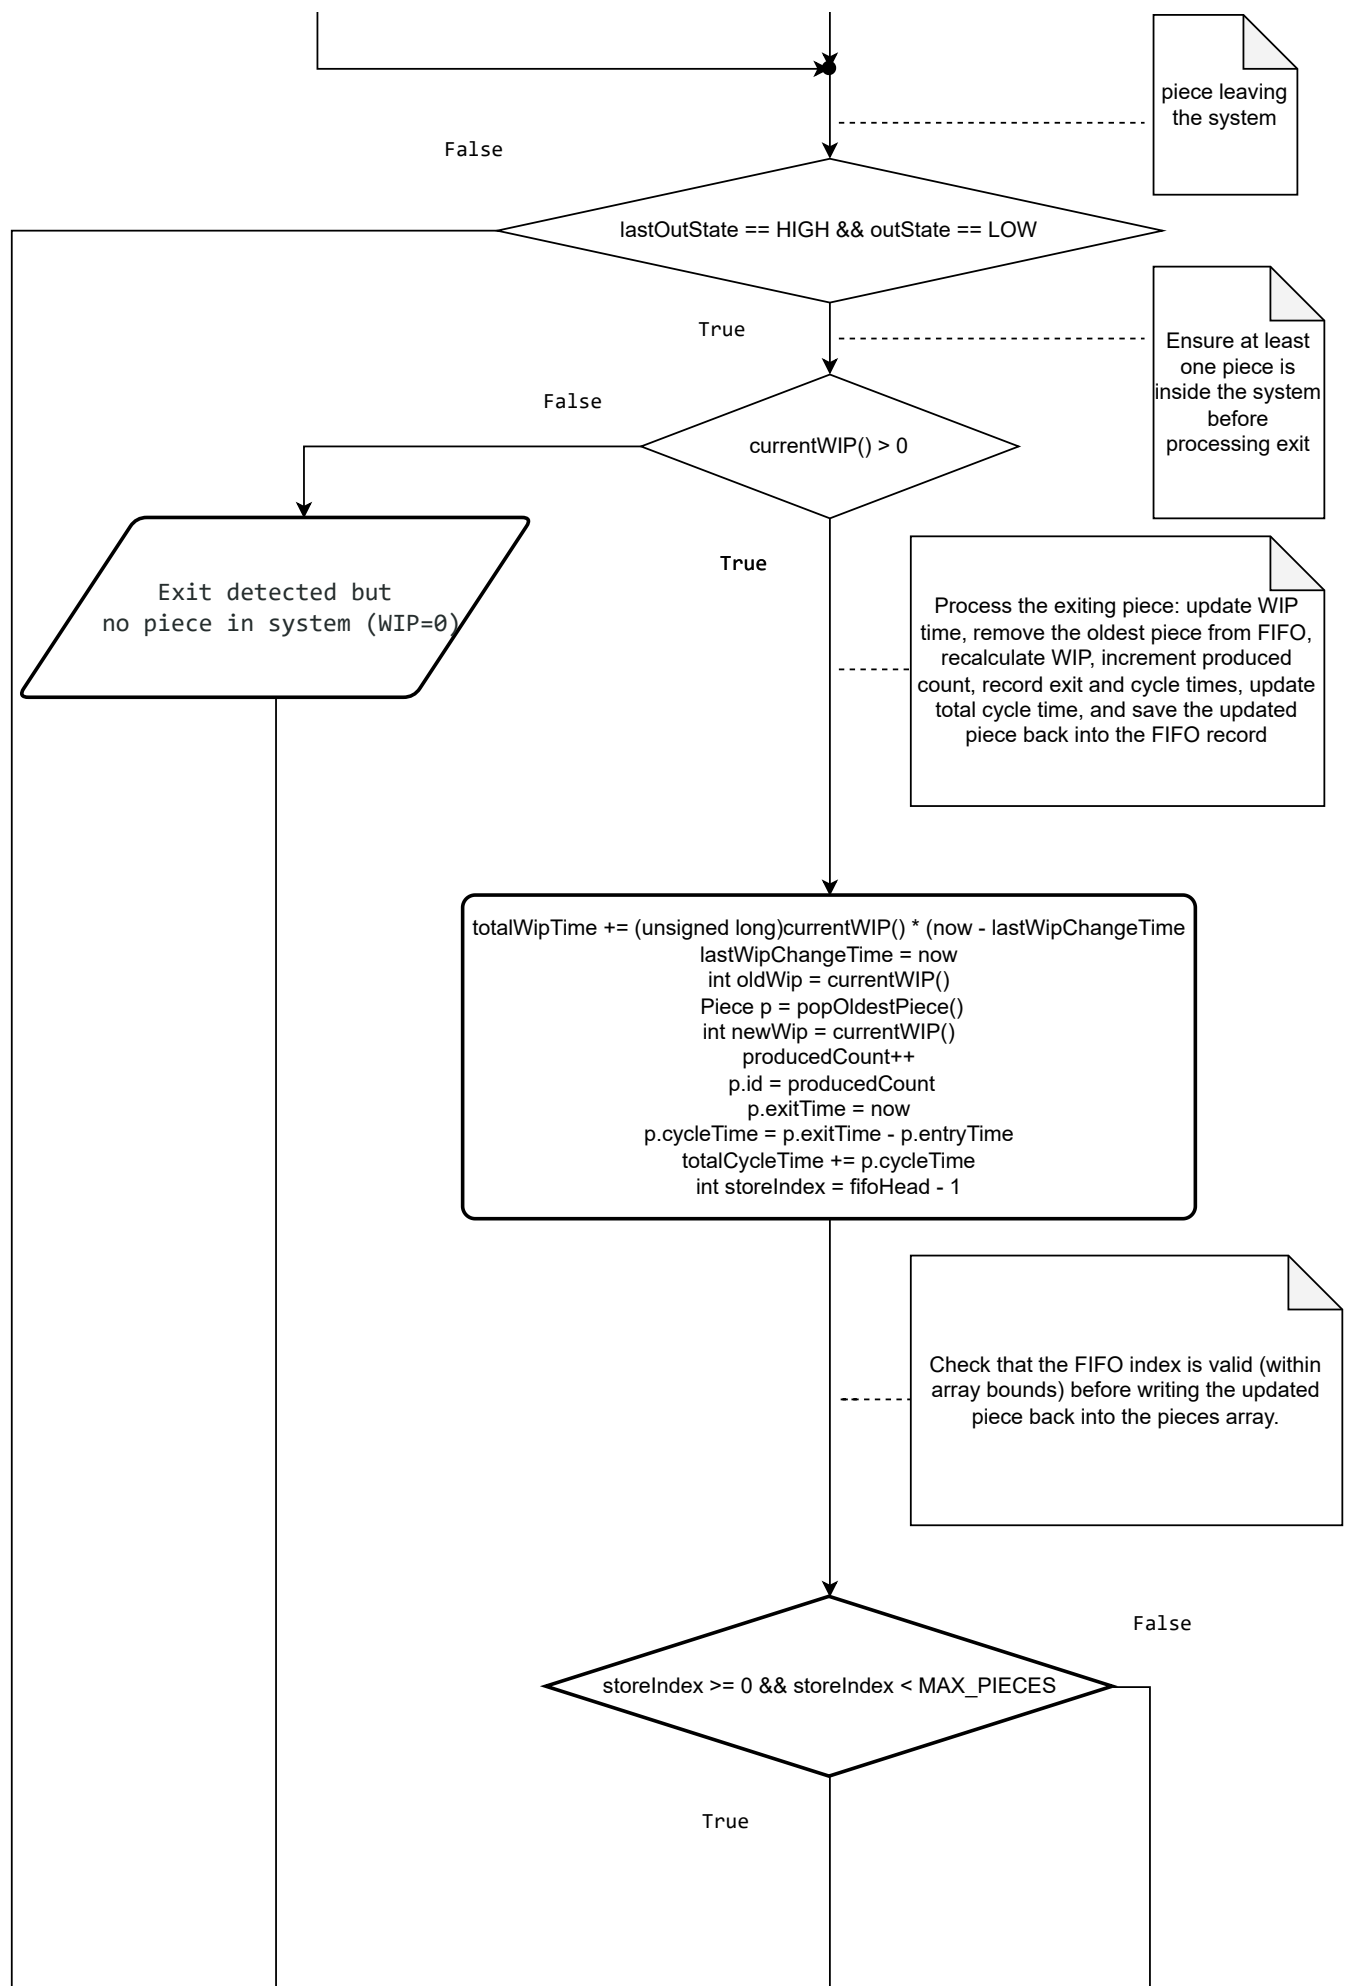 piece leaving
the system
False
lastOutState == HIGH && outState == LOW
True
Ensure at least
one piece is
inside the system
before
processing exit
False
currentWIP() > 0
True
Exit detected but
no piece in system (WIP=0)
Process the exiting piece: update WIP
time, remove the oldest piece from FIFO,
recalculate WIP, increment produced
count, record exit and cycle times, update
total cycle time, and save the updated
piece back into the FIFO record
totalWipTime += (unsigned long)currentWIP() * (now - lastWipChangeTime
lastWipChangeTime = now
int oldWip = currentWIP()
Piece p = popOldestPiece()
int newWip = currentWIP()
producedCount++
p.id = producedCount
p.exitTime = now
p.cycleTime = p.exitTime - p.entryTime
totalCycleTime += p.cycleTime
int storeIndex = fifoHead - 1
Check that the FIFO index is valid (within
array bounds) before writing the updated
piece back into the pieces array.
False
storeIndex >= 0 && storeIndex < MAX_PIECES
True